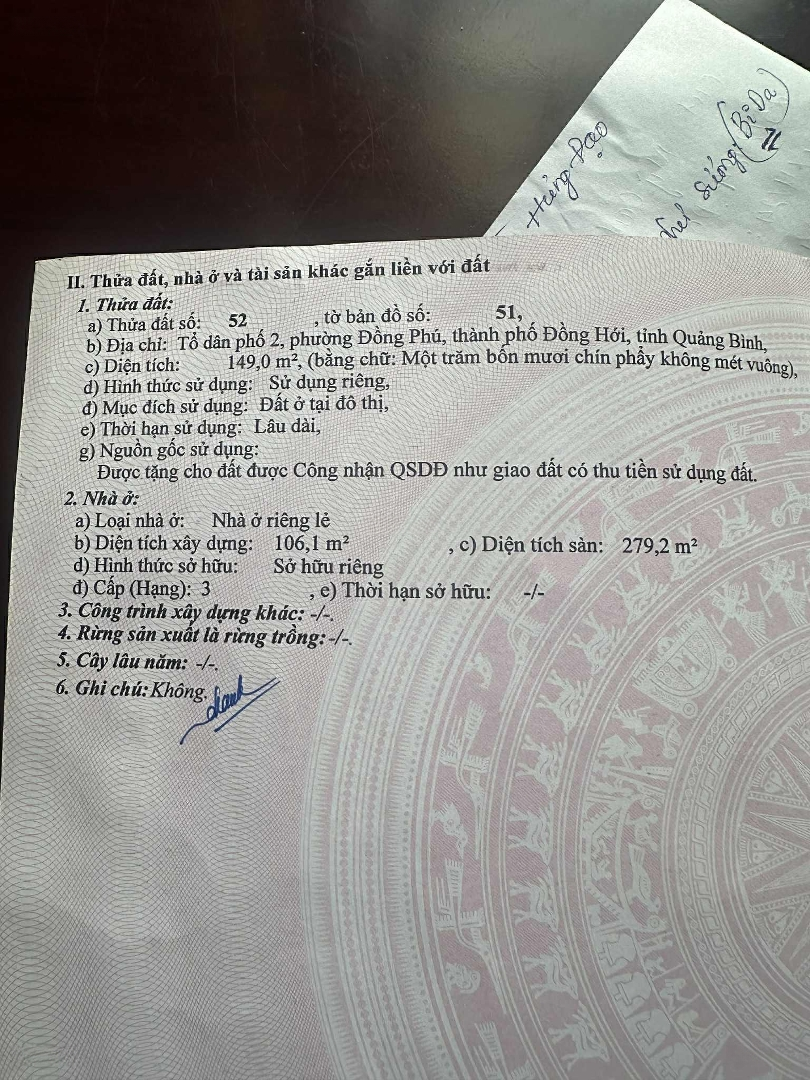 Hưng Đạo
sướng (Bi Da)
II. Thửa đất, nhà ở và tài sản khác gắn liền với đất
1. Thửa đất:
a) Thửa đất số: 52 , tờ bản đồ số: 51,
b) Địa chỉ: Tổ dân phố 2, phường Đồng Phú, thành phố Đồng Hới, tỉnh Quảng Bình,
c) Diện tích: 149,0 m², (bằng chữ: Một trăm bốn mươi chín phẩy không mét vuông),
d) Hình thức sử dụng: Sử dụng riêng,
đ) Mục đích sử dụng: Đất ở tại đô thị,
e) Thời hạn sử dụng: Lâu dài,
g) Nguồn gốc sử dụng:
Được tặng cho đất được Công nhận QSDĐ như giao đất có thu tiền sử dụng đất.
2. Nhà ở:
a) Loại nhà ở: Nhà ở riêng lẻ
b) Diện tích xây dựng: 106,1 m² , c) Diện tích sàn: 279,2 m²
d) Hình thức sở hữu: Sở hữu riêng
đ) Cấp (Hạng): 3 , e) Thời hạn sở hữu: -/-
3. Công trình xây dựng khác: -/-.
4. Rừng sản xuất là rừng trồng: -/-.
5. Cây lâu năm: -/-.
6. Ghi chú: Không.